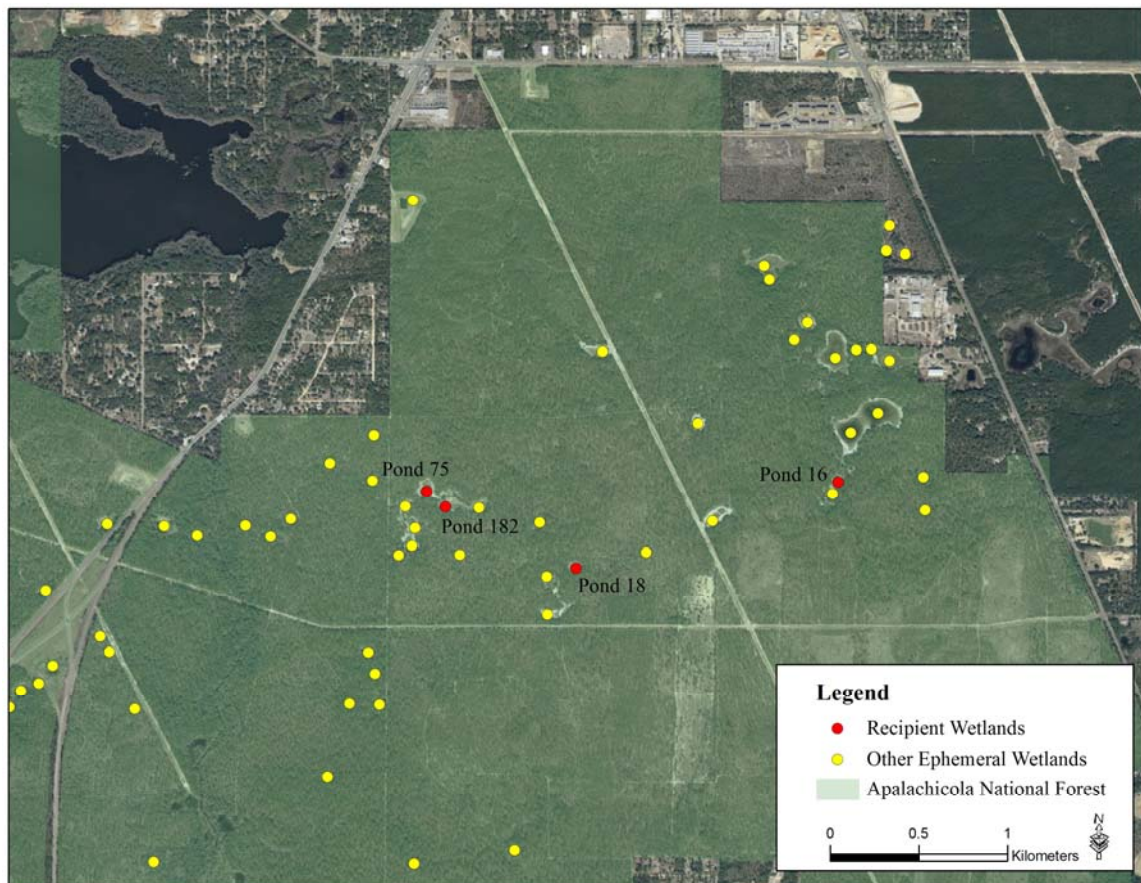 Pond 75
Pond 16
Pond 182
Pond 18
Legend
Recipient Wetlands
Other Ephemeral Wetlands
Apalachicola National Forest
N
0 0.5 1
Kilometers